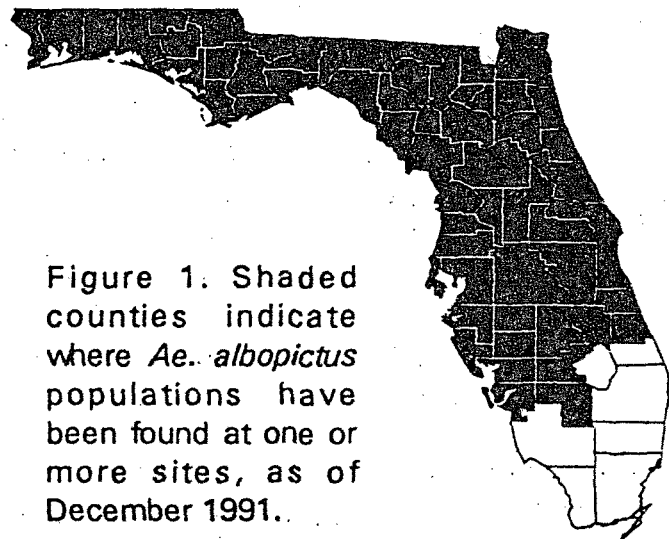 Figure 1. Shaded
counties indicate
where Ae. albopictus
populations have
been found at one or
more sites, as of
December 1991.